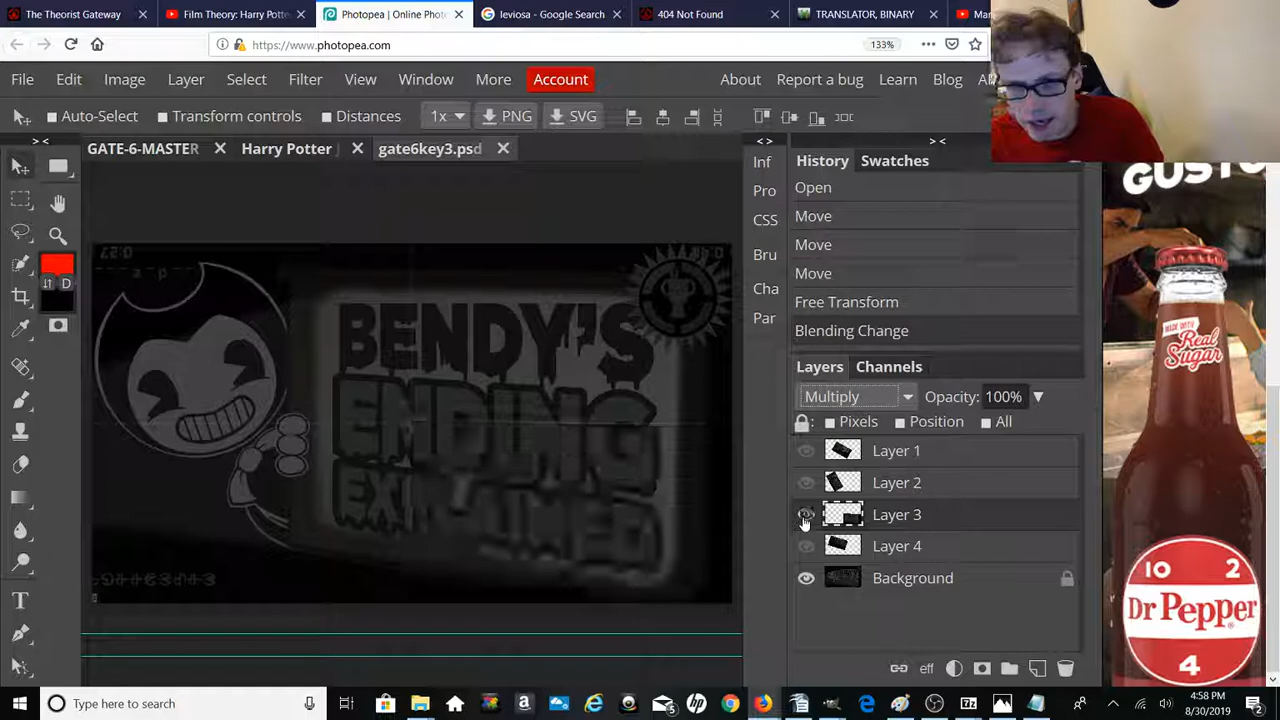 The Theorist Gateway
Film Theory: Harry Potte
Photopea | Online Phot
leviosa - Google Search
404 Not Found
TRANSLATOR, BINARY
https://www.photopea.com
133%
File Edit Image Layer Select Filter View Window More Account About Report a bug Learn Blog
Auto-Select Transform controls Distances 1x PNG SVG
GATE-6-MASTER Harry Potter gate6key3.psd
History Swatches
Inf
Pro
CSS
Bru
Cha
Par
Open
Move
Move
Move
Free Transform
Blending Change
Layers Channels
Multiply Opacity: 100%
Pixels Position All
Layer 1
Layer 2
Layer 3
Layer 4
Background
BENDY'S
ENDING
GUSTO
MADE WITH
Real
Sugar
10 2
Dr Pepper
4
Type here to search
4:58 PM
8/30/2019